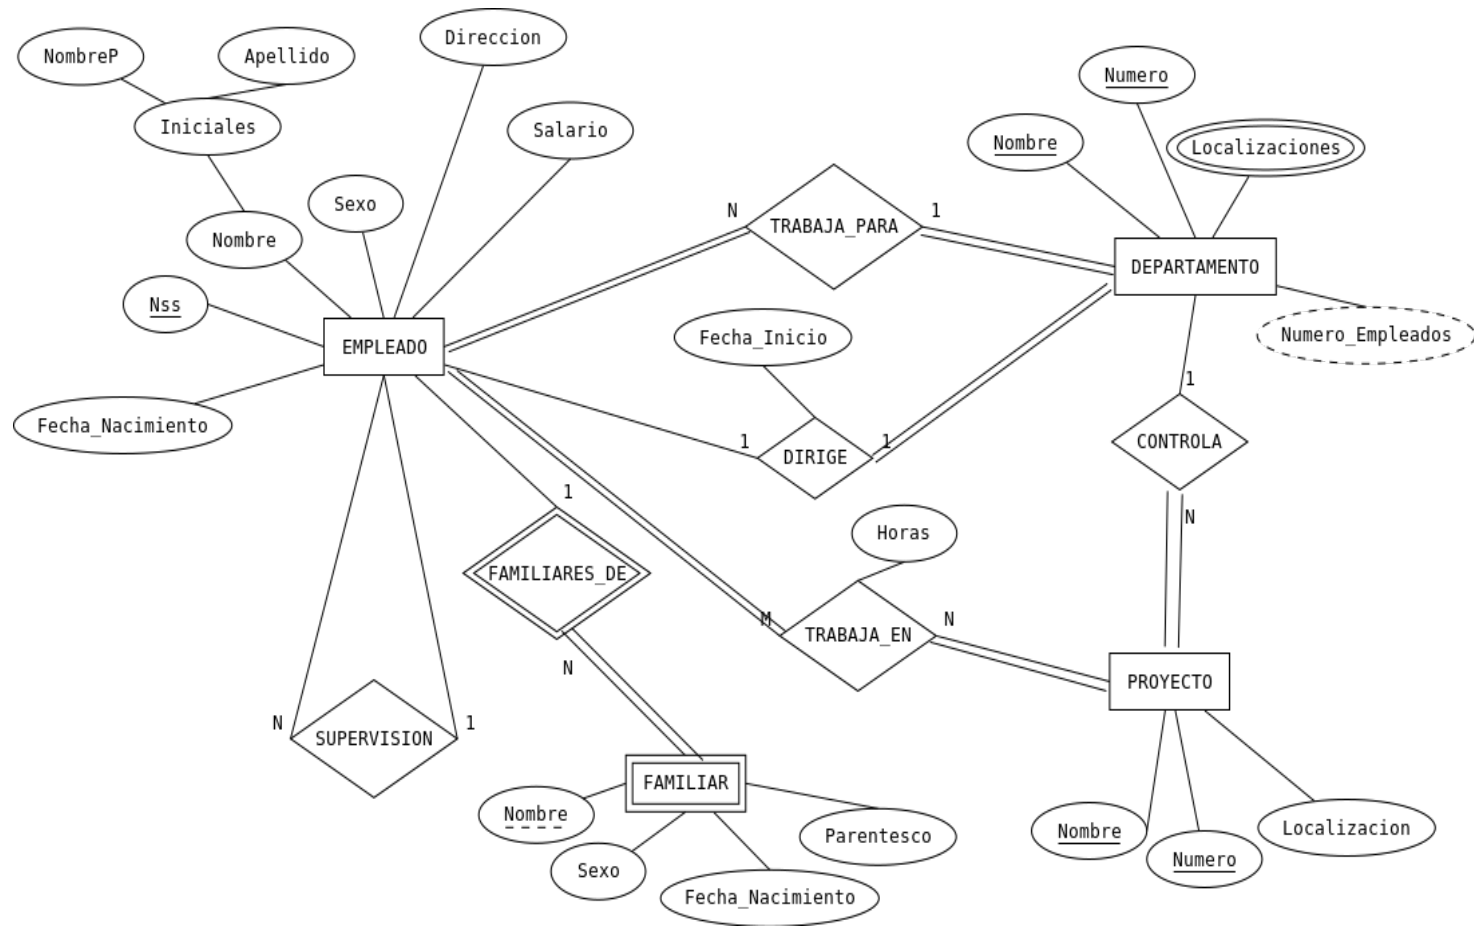 Direccion
NombreP
Apellido
Numero
Iniciales
Salario
Nombre
Localizaciones
Sexo
N
1
TRABAJA_PARA
Nombre
DEPARTAMENTO
Nss
Fecha_Inicio
Numero_Empleados
EMPLEADO
1
Fecha_Nacimiento
1
1
CONTROLA
DIRIGE
1
N
Horas
FAMILIARES_DE
M
N
TRABAJA_EN
N
PROYECTO
N
1
SUPERVISION
FAMILIAR
Nombre
Localizacion
Nombre
Parentesco
Numero
Sexo
Fecha_Nacimiento